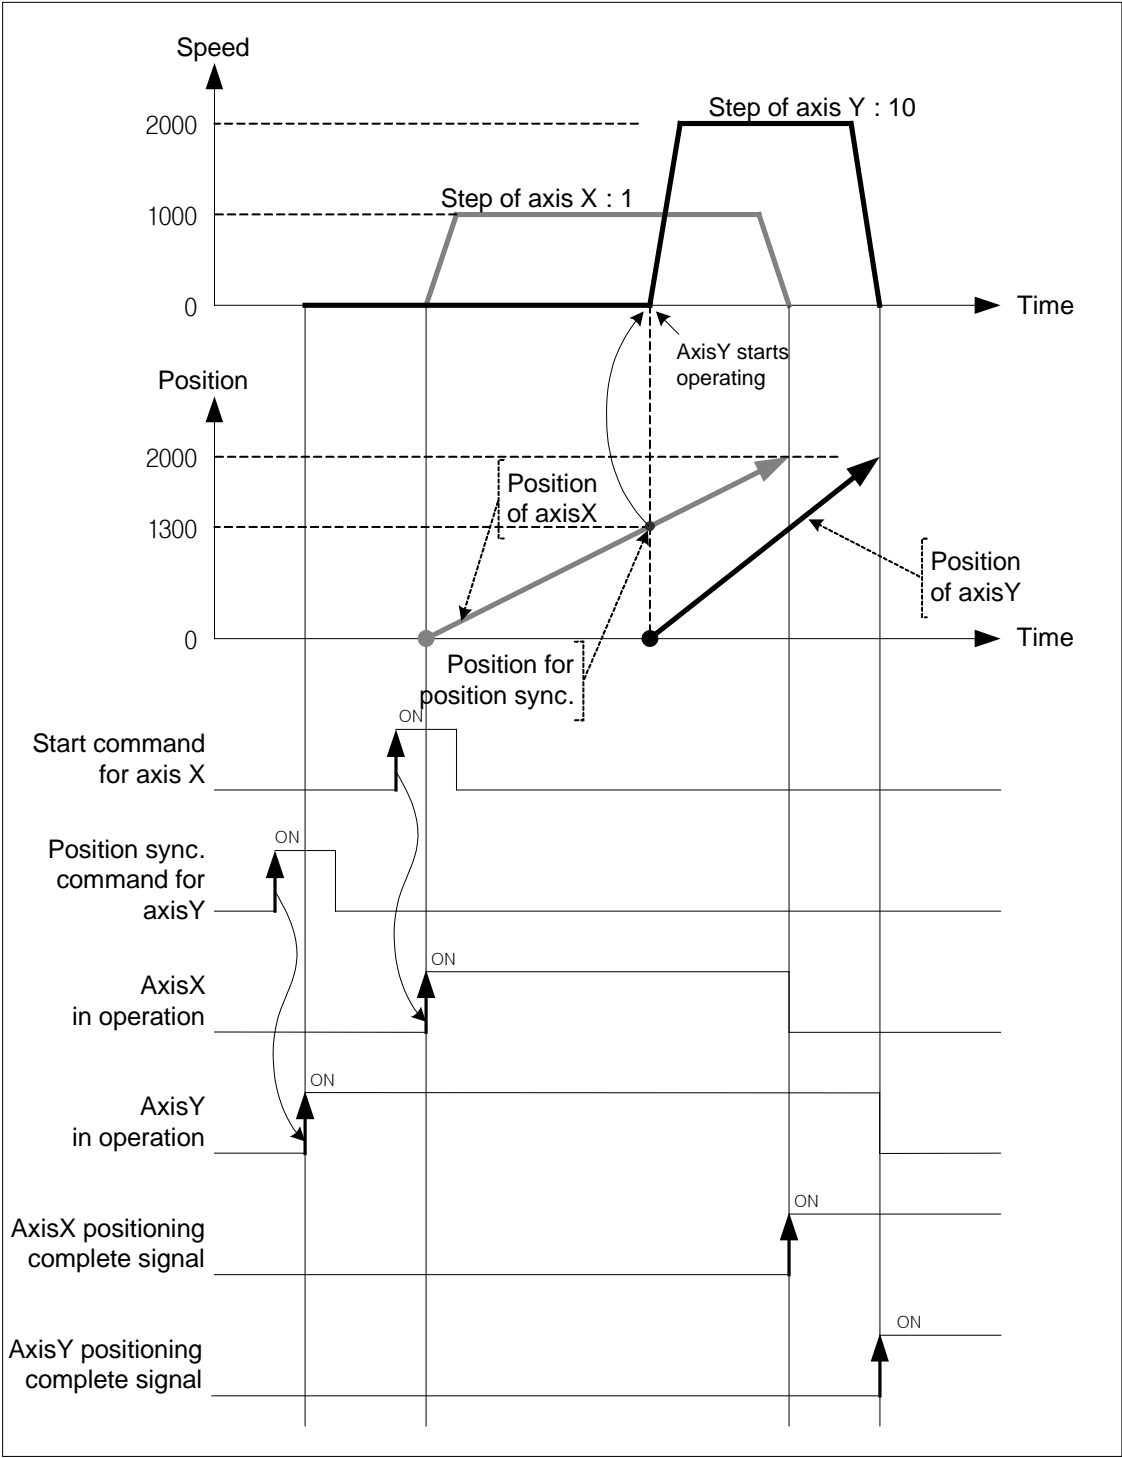 Speed
Step of axis Y : 10
2000
Step of axis X : 1
1000
0
Time
AxisY starts
operating
Position
2000
Position
of axisX
1300
Position
of axisY
0
Time
Position for
position sync.
ON
Start command
for axis X
ON
Position sync.
command for
axisY
ON
AxisX
in operation
ON
AxisY
in operation
ON
AxisX positioning
complete signal
ON
AxisY positioning
complete signal